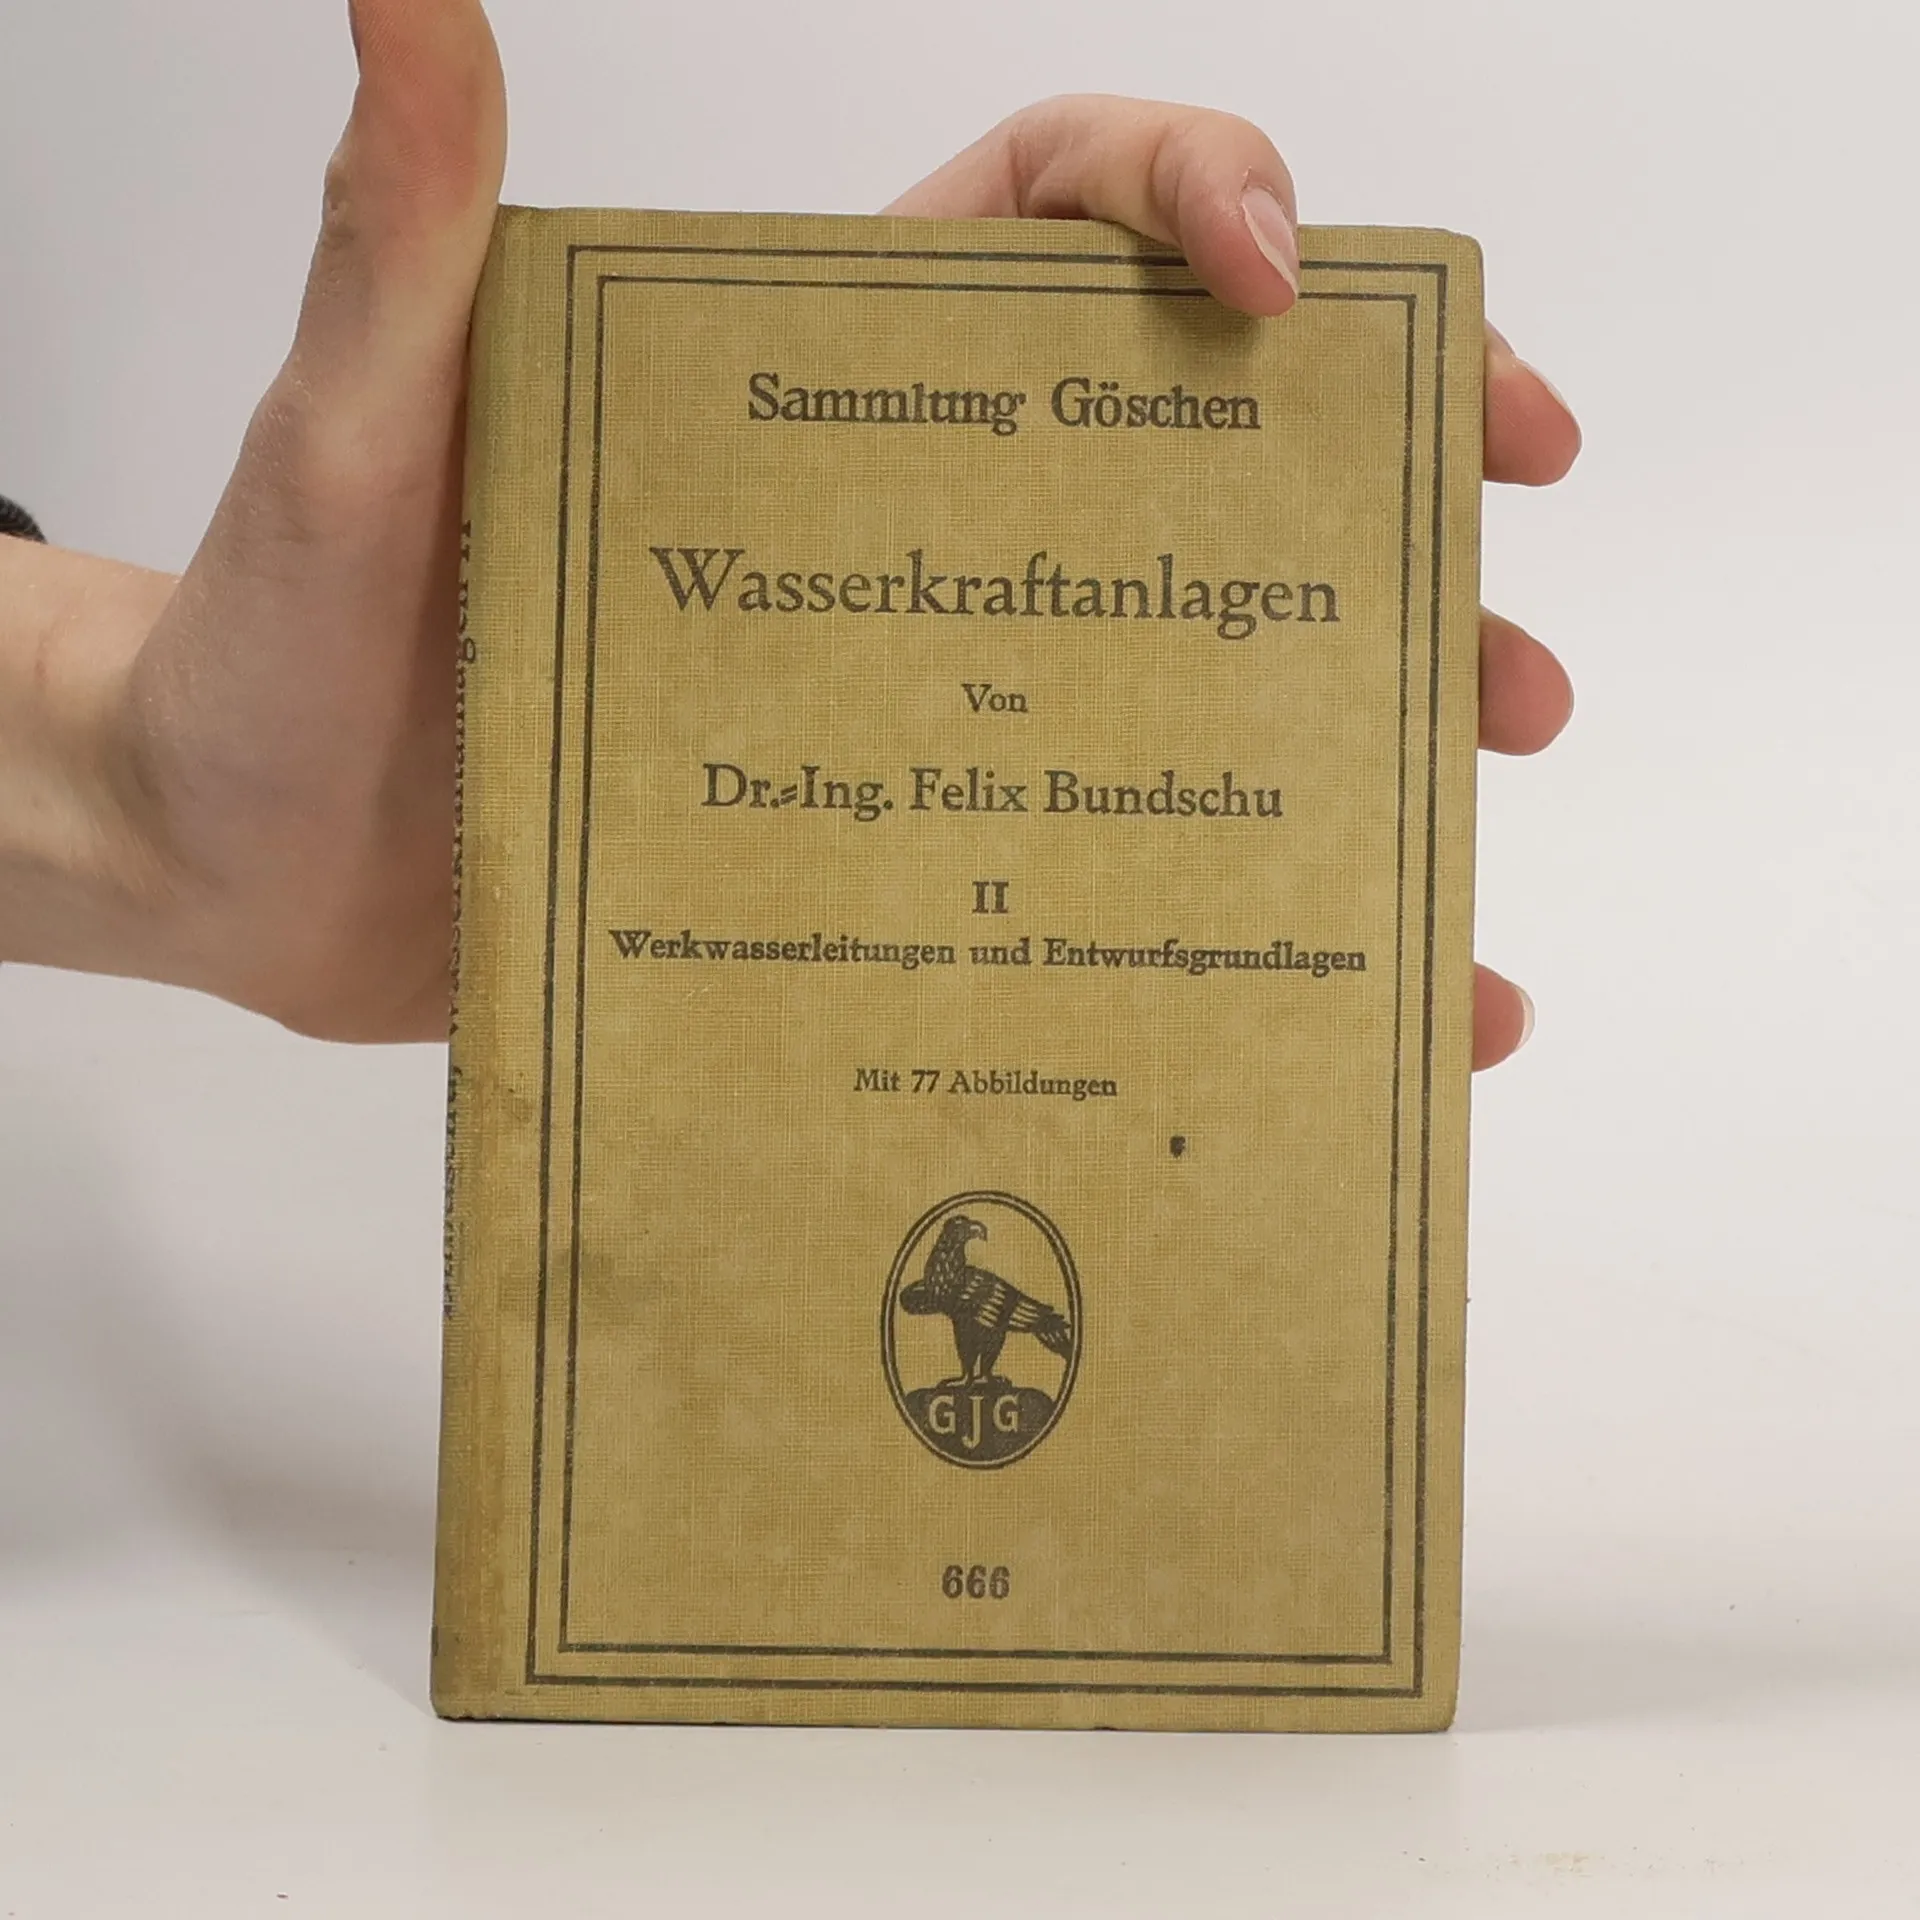 Sammlung Göschen
Wasserkraftanlagen
Von
Dr.-Ing. Felix Bundschu
II
Werkwasserleitungen und Entwurfsgrundlagen
Mit 77 Abbildungen
GJG
666